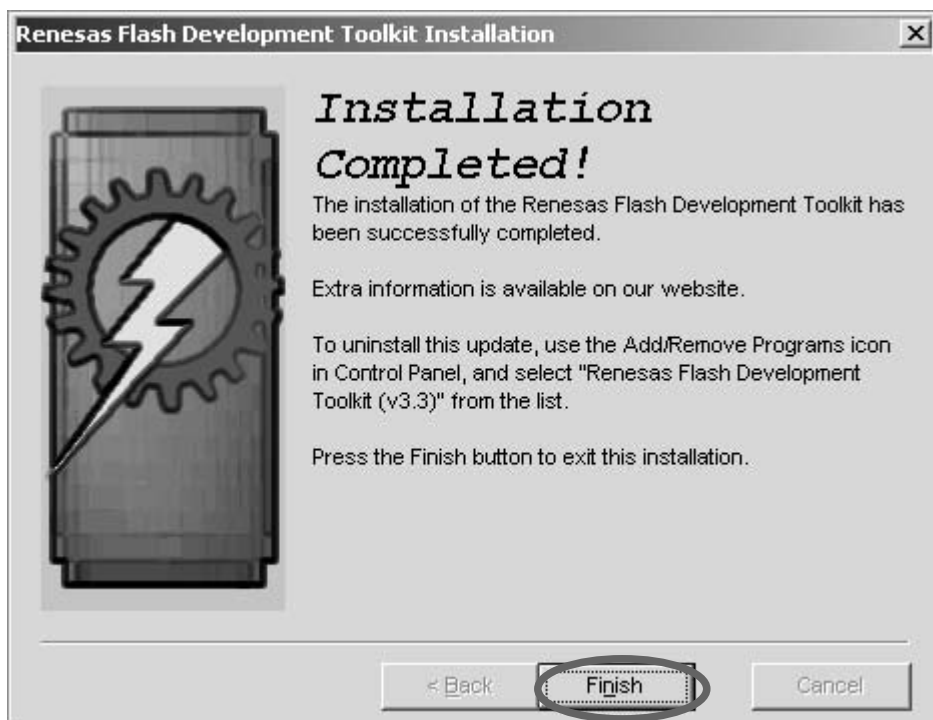 Renesas Flash Development Toolkit Installation
Installation
Completed!
The installation of the Renesas Flash Development Toolkit has
been successfully completed.
Extra information is available on our website.
To uninstall this update, use the Add/Remove Programs icon
in Control Panel, and select "Renesas Flash Development
Toolkit (v3.3)" from the list.
Press the Finish button to exit this installation.
< Back
Finish
Cancel